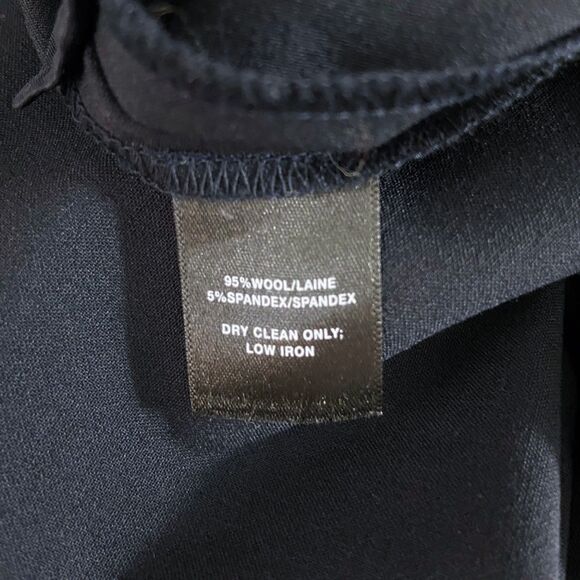 95%WOOL/LAINE
5%SPANDEX/SPANDEX
DRY CLEAN ONLY;
LOW IRON